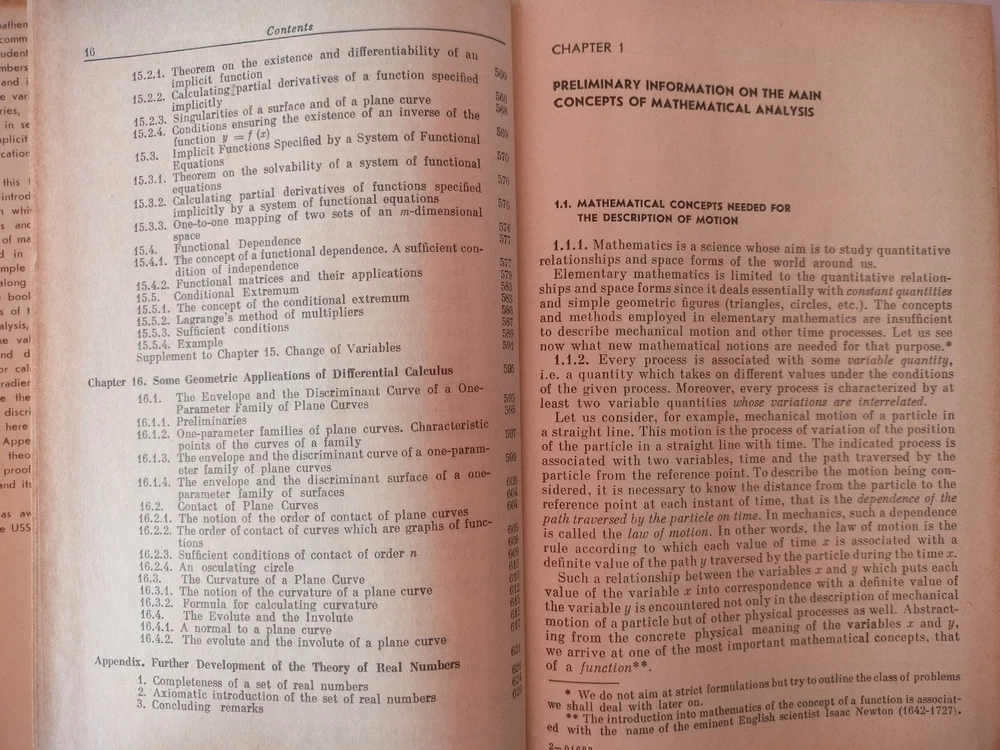 16
Contents
15.2.1. Theorem on the existence and differentiability of an
implicit function 560
15.2.2. Calculating partial derivatives of a function specified
implicitly
15.2.3. Singularities of a surface and of a plane curve 568
15.2.4. Conditions ensuring the existence of an inverse of the
function y = f (x) 569
15.3. Implicit Functions Specified by a System of Functional
Equations 570
15.3.1. Theorem on the solvability of a system of functional
equations 570
15.3.2. Calculating partial derivatives of functions specified
implicitly by a system of functional equations
15.3.3. One-to-one mapping of two sets of an m-dimensional
space 576
15.4. Functional Dependence 577
15.4.1. The concept of functional dependence. A sufficient con-
dition of independence 577
15.4.2. Functional matrices and their applications 579
15.5. Conditional Extremum 583
15.5.1. The concept of the conditional extremum 583
15.5.2. Lagrange's method of multipliers 586
15.5.3. Sufficient conditions 587
15.5.4. Example 589
Supplement to Chapter 15. Change of Variables 591
Chapter 16. Some Geometric Applications of Differential Calculus 595
16.1. The Envelope and the Discriminant Curve of a One-
Parameter Family of Plane Curves 595
16.1.1. Preliminaries 595
16.1.2. One-parameter families of plane curves. Characteristic
points of the curves of a family 597
16.1.3. The envelope and the discriminant curve of a one-param-
eter family of plane curves 599
16.1.4. The envelope and the discriminant surface of a one-
parameter family of surfaces 603
16.2. Contact of Plane Curves 604
16.2.1. The notion of the order of contact of plane curves 604
16.2.2. The order of contact of curves which are graphs of func-
tions 606
16.2.3. Sufficient conditions of contact of order n 608
16.2.4. An osculating circle
16.3. The Curvature of a Plane Curve
16.3.1. The notion of the curvature of a plane curve 612
16.3.2. Formula for calculating curvature
16.4. The Evolute and the Involute
16.4.1. A normal to a plane curve
16.4.2. The evolute and the involute of a plane curve
Appendix. Further Development of the Theory of Real Numbers 621
1. Completeness of a set of real numbers
2. Axiomatic introduction of the set of real numbers
3. Concluding remarks
CHAPTER 1
PRELIMINARY INFORMATION ON THE MAIN
CONCEPTS OF MATHEMATICAL ANALYSIS
1.1. MATHEMATICAL CONCEPTS NEEDED FOR
THE DESCRIPTION OF MOTION
1.1.1. Mathematics is a science whose aim is to study quantitative
relationships and space forms of the world around us.
Elementary mathematics is limited to the quantitative relation-
ships and space forms since it deals essentially with constant quantities
and simple geometric figures (triangles, circles, etc.). The concepts
and methods employed in elementary mathematics are insufficient
to describe mechanical motion and other time processes. Let us see
now what new mathematical notions are needed for that purpose.*
1.1.2. Every process is associated with some variable quantity,
i.e. a quantity which takes on different values under the conditions
of the given process. Moreover, every process is characterized by at
least two variable quantities whose variations are interrelated.
Let us consider, for example, mechanical motion of a particle in
a straight line. This motion is the process of variation of the position
of the particle in a straight line with time. The indicated process is
associated with two variables, time and the path traversed by the
particle from the reference point. To describe the motion being con-
sidered, it is necessary to know the distance from the particle to the
reference point at each instant of time, that is the dependence of the
path traversed by the particle on time. In mechanics, such a dependence
is called the law of motion. In other words, the law of motion is the
rule according to which each value of time x is associated with a
definite value of the path y traversed by the particle during the time x.
Such a relationship between the variables x and y which puts each
value of the variable x into correspondence with a definite value of
the variable y is encountered not only in the description of mechanical
motion of a particle but of other physical processes as well. Abstract-
ing from the concrete physical meaning of the variables x and y,
we arrive at one of the most important mathematical concepts, that
of a function**.
* We do not aim at strict formulations but try to outline the class of problems
we shall deal with later on.
** The introduction into mathematics of the concept of a function is associat-
ed with the name of the eminent English scientist Isaac Newton (1642-1727).